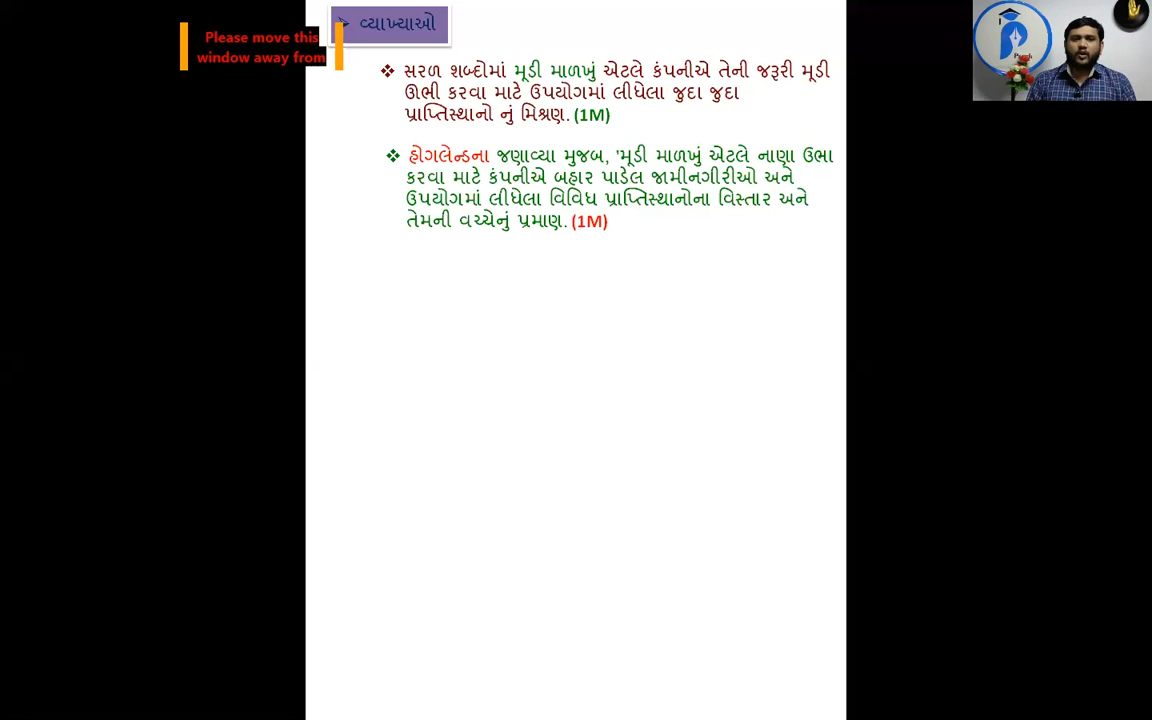 વ્યાખ્યાઓ
Please move this
window away from
સરળ શબ્દોમાં મૂડી માળખું એટલે કંપનીએ તેની જરૂરી મૂડી
ઊભી કરવા માટે ઉપયોગમાં લીધેલા જુદા જુદા
પ્રાપ્તિસ્થાનો નું મિશ્રણ. (1M)
હોગલેન્ડના જણાવ્યા મુજબ, 'મૂડી માળખું એટલે નાણા ઉભા
કરવા માટે કંપનીએ બહાર પાડેલ જામીનગીરીઓ અને
ઉપયોગમાં લીધેલા વિવિધ પ્રાપ્તિસ્થાનોના વિસ્તાર અને
તેમની વચ્ચેનું પ્રમાણ. (1M)